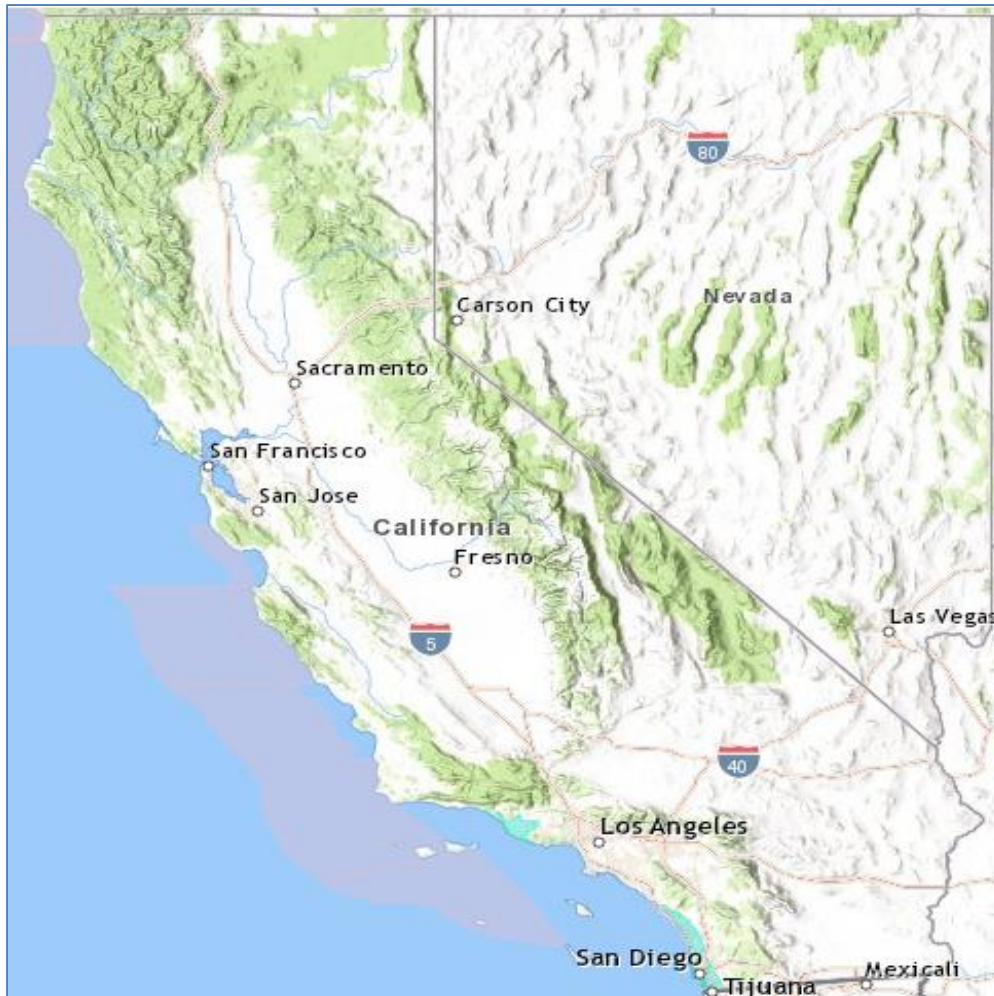 80
Nevada
Carson City
Sacramento
San Francisco
San Jose
California
Fresno
Las Vegas
5
40
Los Angeles
San Diego
Mexicali
Tijuana